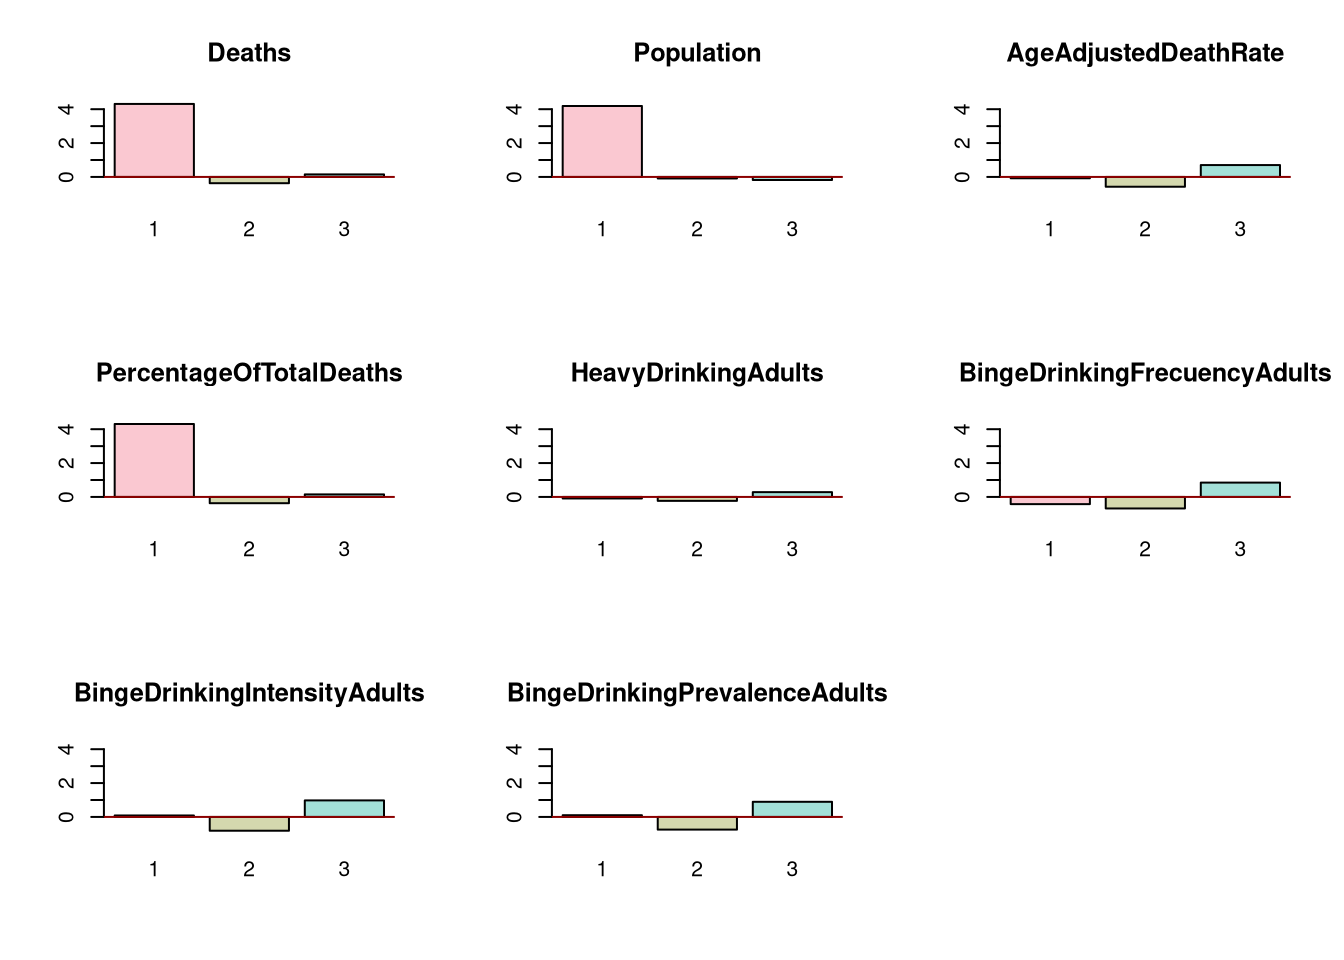 Deaths
4
2
0
1 2 3
Population
4
2
0
1 2 3
AgeAdjustedDeathRate
4
2
0
1 2 3
PercentageOfTotalDeaths
4
2
0
1 2 3
HeavyDrinkingAdults
4
2
0
1 2 3
BingeDrinkingFrecuencyAdults
4
2
0
1 2 3
BingeDrinkingIntensityAdults
4
2
0
1 2 3
BingeDrinkingPrevalenceAdults
4
2
0
1 2 3